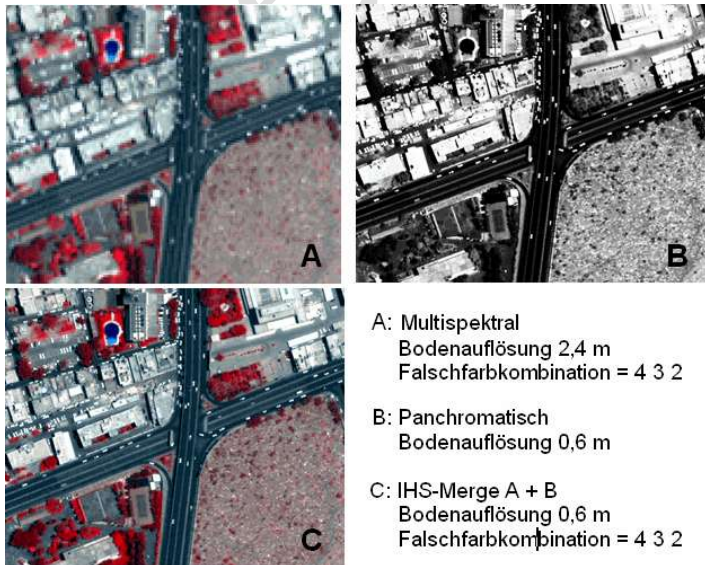 A
B
C
A: Multispektral
Bodenauflösung 2,4 m
Falschfarbkombination = 4 3 2
B: Panchromatisch
Bodenauflösung 0,6 m
C: IHS-Merge A + B
Bodenauflösung 0,6 m
Falschfarbkombination = 4 3 2